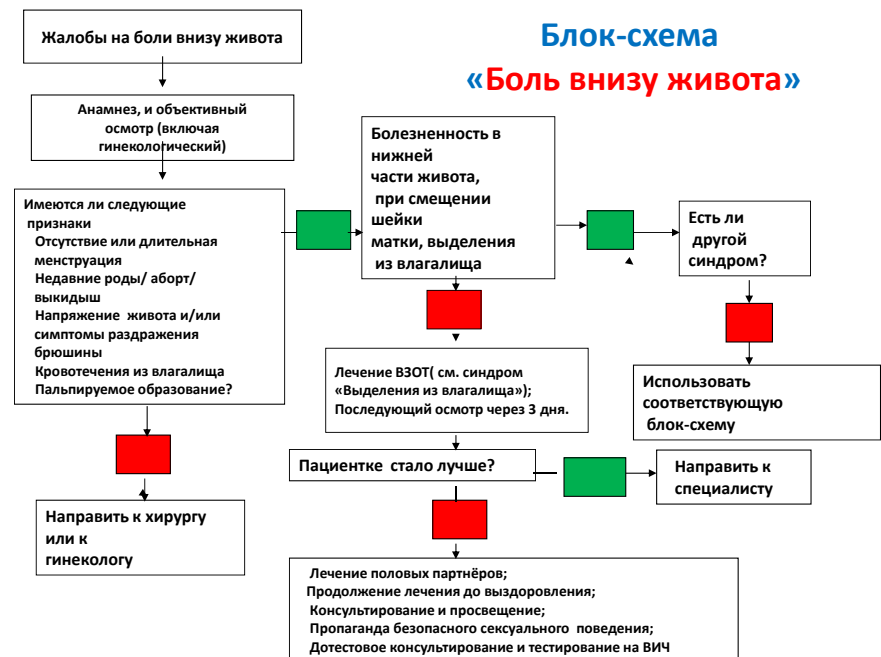 Блок-схема
«Боль внизу живота»
Жалобы на боли внизу живота
Анамнез, и объективный
осмотр (включая
гинекологический)
Имеются ли следующие
признаки
Отсутствие или длительная
менструация
Недавние роды/ аборт/
выкидыш
Напряжение живота и/или
симптомы раздражения
брюшины
Кровотечения из влагалища
Пальпируемое образование?
Направить к хирургу
или к
гинекологу
Болезненность в
нижней
части живота,
при смещении
шейки
матки, выделения
из влагалища
Лечение ВЗОТ( см. синдром
«Выделения из влагалища»);
Последующий осмотр через 3 дня.
Пациентке стало лучше?
Направить к
специалисту
Лечение половых партнёров;
Продолжение лечения до выздоровления;
Консультирование и просвещение;
Пропаганда безопасного сексуального поведения;
Дотестовое консультирование и тестирование на ВИЧ
Есть ли
другой
синдром?
Использовать
соответствующую
блок-схему